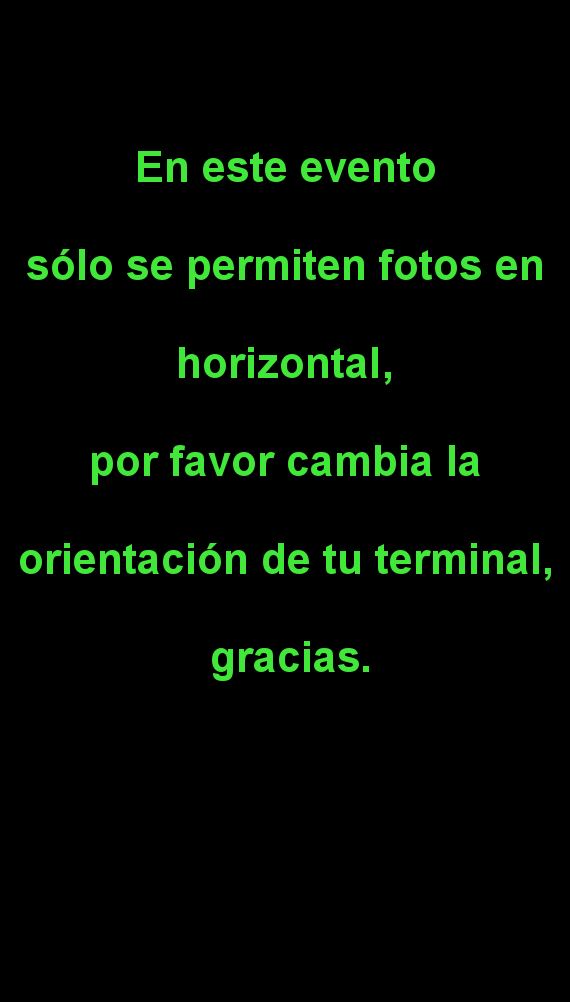 En este evento
sólo se permiten fotos en
horizontal,
por favor cambia la
orientación de tu terminal,
gracias.